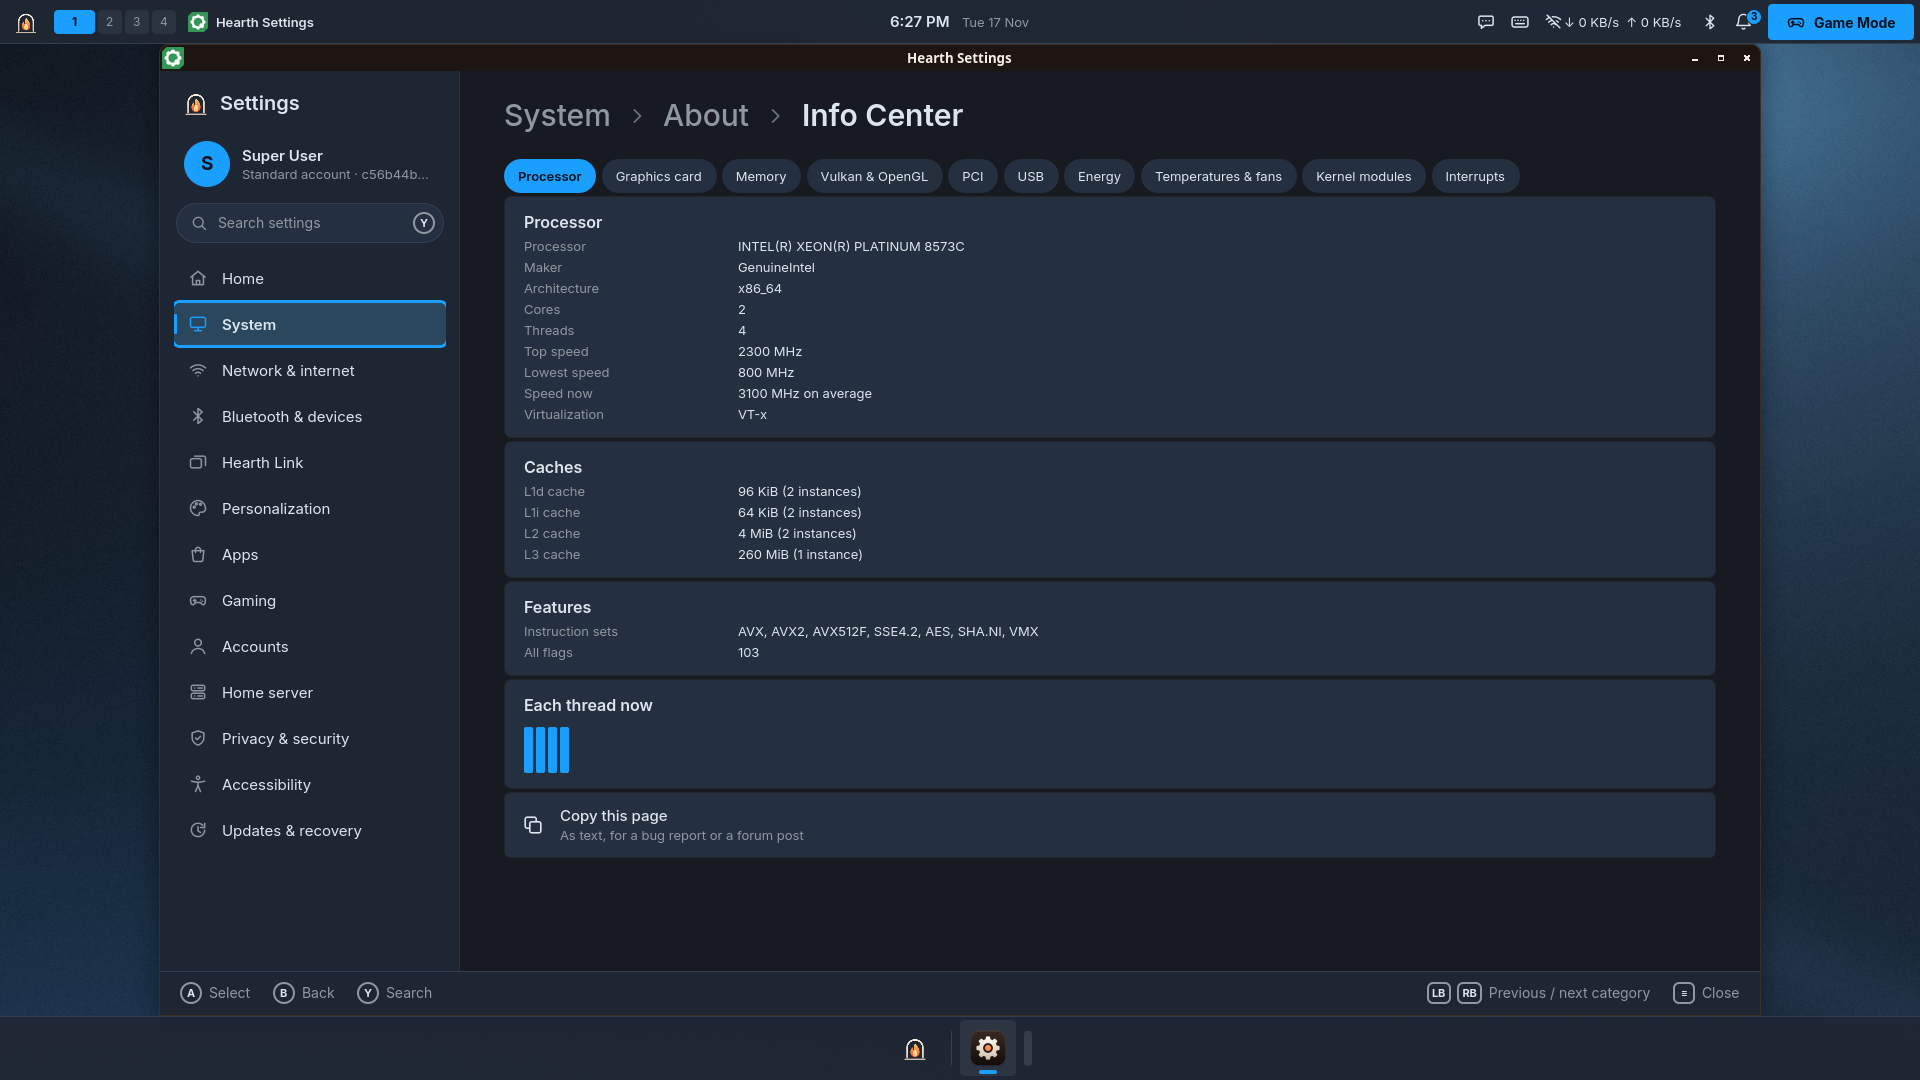 1 2 3 4 Hearth Settings
6:27 PM Tue 17 Nov
↓ 0 KB/s ↑ 0 KB/s
3
Game Mode
Hearth Settings
Settings
S
Super User
Standard account · c56b44b...
Search settings Y
Home
System
Network & internet
Bluetooth & devices
Hearth Link
Personalization
Apps
Gaming
Accounts
Home server
Privacy & security
Accessibility
Updates & recovery
System > About > Info Center
Processor Graphics card Memory Vulkan & OpenGL PCI USB Energy Temperatures & fans Kernel modules Interrupts
Processor
Processor INTEL(R) XEON(R) PLATINUM 8573C
Maker GenuineIntel
Architecture x86_64
Cores 2
Threads 4
Top speed 2300 MHz
Lowest speed 800 MHz
Speed now 3100 MHz on average
Virtualization VT-x
Caches
L1d cache 96 KiB (2 instances)
L1i cache 64 KiB (2 instances)
L2 cache 4 MiB (2 instances)
L3 cache 260 MiB (1 instance)
Features
Instruction sets AVX, AVX2, AVX512F, SSE4.2, AES, SHA.NI, VMX
All flags 103
Each thread now
Copy this page
As text, for a bug report or a forum post
A Select B Back Y Search
LB RB Previous / next category ≡ Close